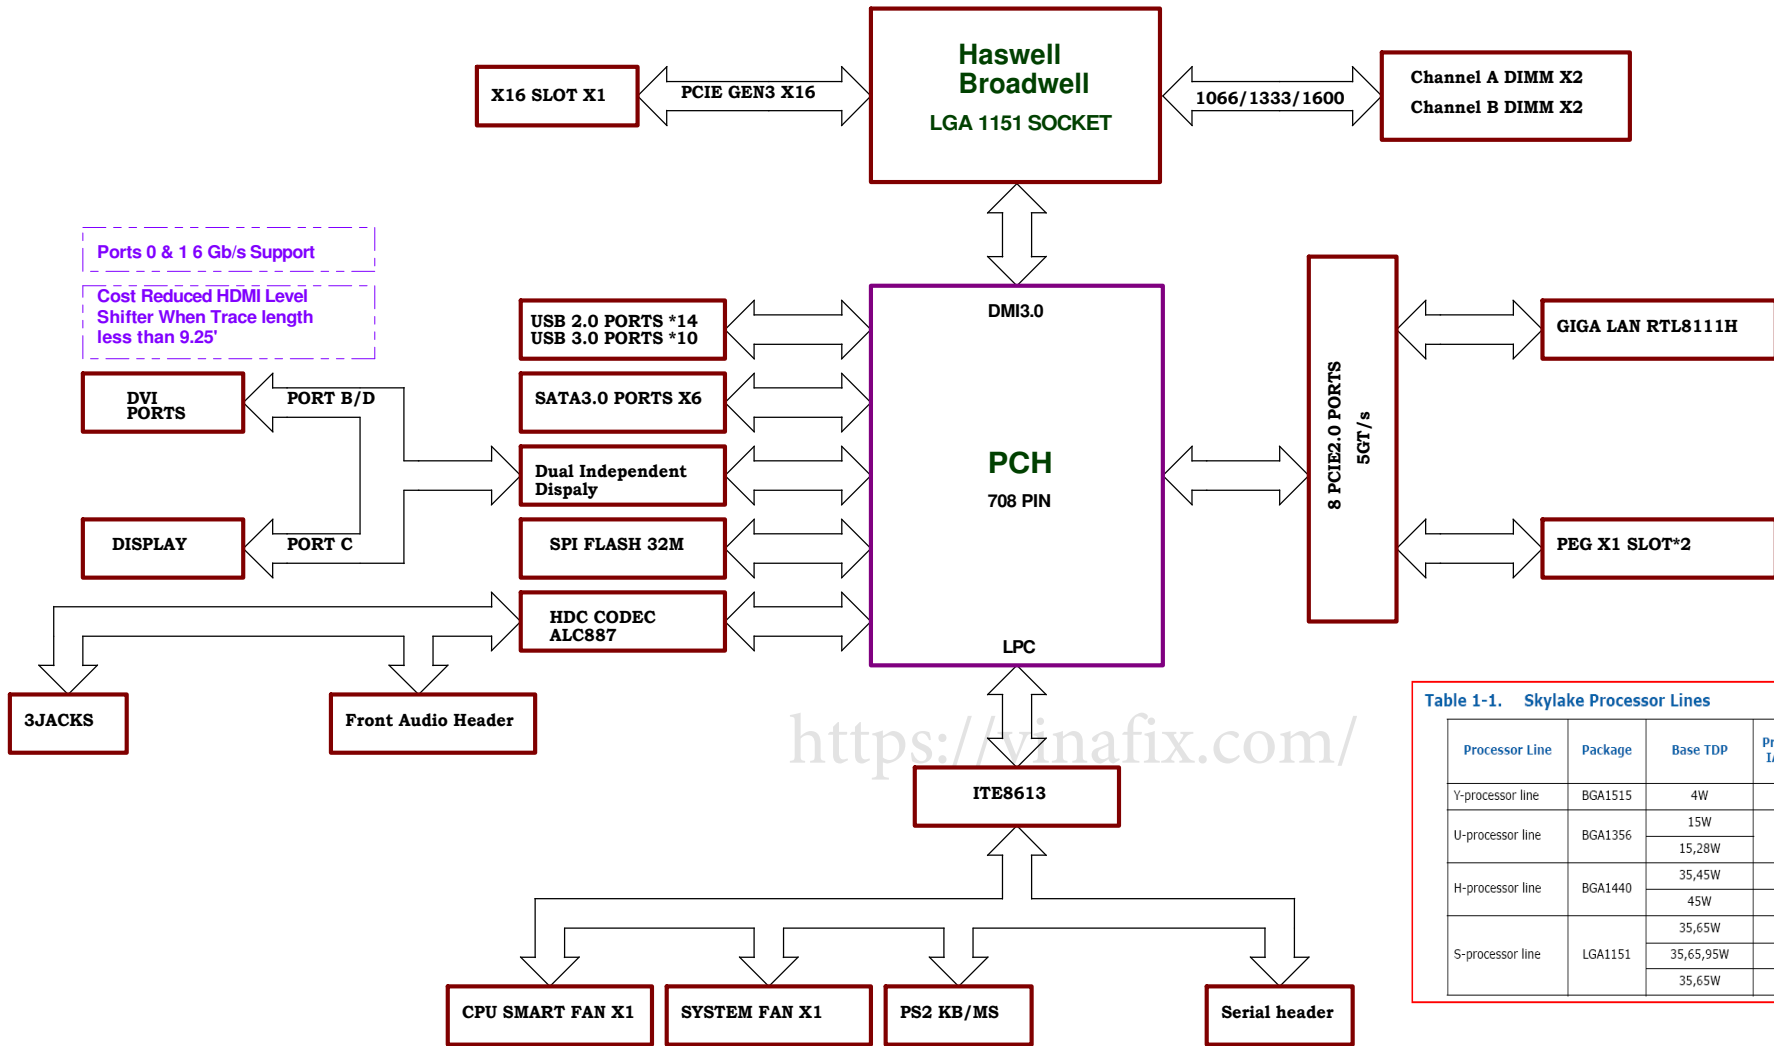 Haswell
Broadwell
LGA 1151 SOCKET
X16 SLOT X1
PCIE GEN3 X16
1066/1333/1600
Channel A DIMM X2
Channel B DIMM X2
Ports 0 & 1 6 Gb/s Support
Cost Reduced HDMI Level
Shifter When Trace length
less than 9.25'
DVI
PORTS
PORT B/D
DISPLAY
PORT C
USB 2.0 PORTS *14
USB 3.0 PORTS *10
SATA3.0 PORTS X6
Dual Independent
Dispaly
SPI FLASH 32M
HDC CODEC
ALC887
3JACKS
Front Audio Header
DMI3.0
PCH
708 PIN
LPC
8 PCIE2.0 PORTS
5GT/s
GIGA LAN RTL8111H
PEG X1 SLOT*2
https://vinafix.com/
ITE8613
CPU SMART FAN X1
SYSTEM FAN X1
PS2 KB/MS
Serial header
Table 1-1. Skylake Processor Lines
Processor Line Package Base TDP
Y-processor line BGA1515 4W
U-processor line BGA1356 15W
15,28W
H-processor line BGA1440 35,45W
45W
S-processor line LGA1151 35,65W
35,65,95W
35,65W